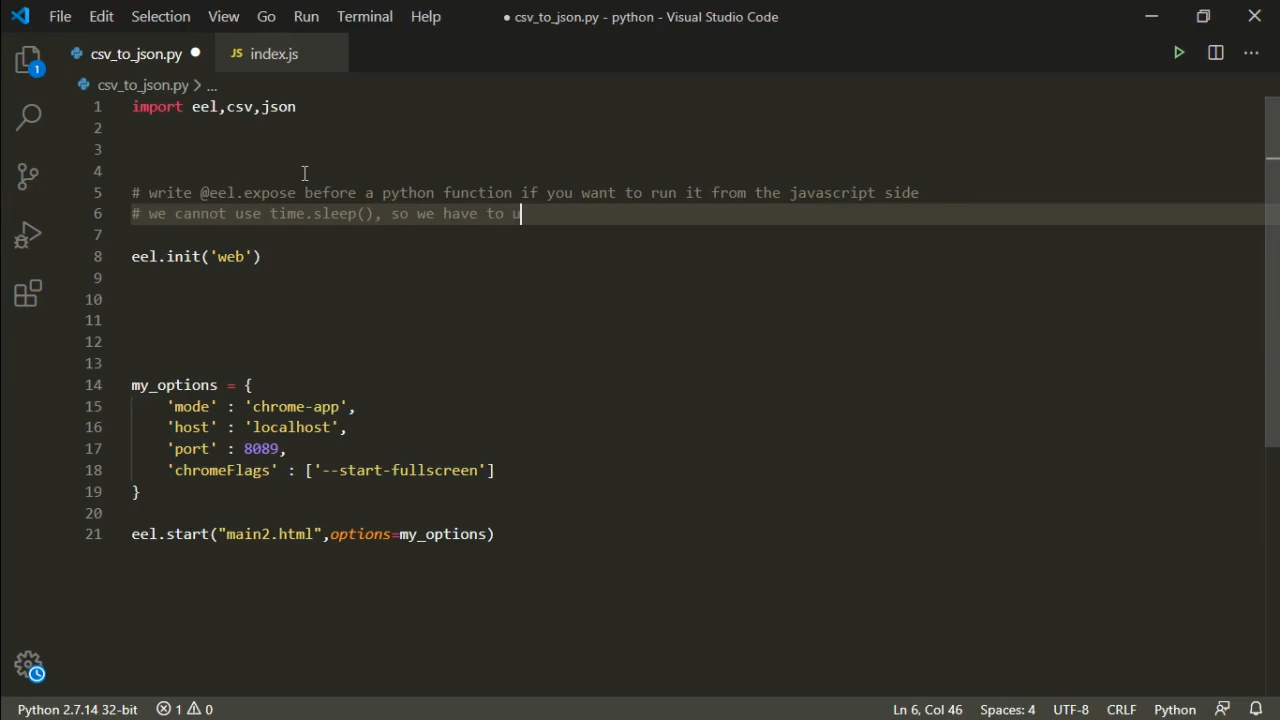 File Edit Selection View Go Run Terminal Help ● csv_to_json.py - python - Visual Studio Code
csv_to_json.py ● JS index.js
csv_to_json.py > ...
1 import eel,csv,json
2
3
4
5 # write @eel.expose before a python function if you want to run it from the javascript side
6 # we cannot use time.sleep(), so we have to u
7
8 eel.init('web')
9
10
11
12
13
14 my_options = {
15 'mode' : 'chrome-app',
16 'host' : 'localhost',
17 'port' : 8089,
18 'chromeFlags' : ['--start-fullscreen']
19 }
20
21 eel.start("main2.html",options=my_options)
1
Python 2.7.14 32-bit 1 0 Ln 6, Col 46 Spaces: 4 UTF-8 CRLF Python